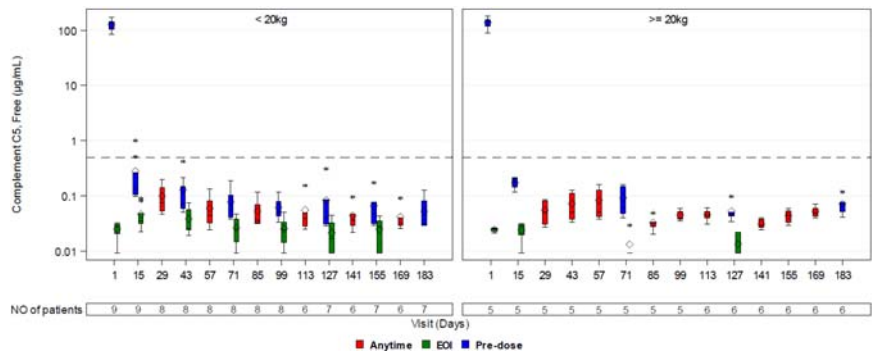 < 20kg
>= 20kg
Complement C5, Free (µg/mL)
100
10
1
0.1
0.01
1 15 29 43 57 71 85 99 113 127 141 155 169 183
1 15 29 43 57 71 85 99 113 127 141 155 169 183
NO of patients
9 9 8 8 8 8 8 8 6 7 6 7 6 7
5 5 5 5 5 5 5 5 6 6 6 6 6 6
Visit (Days)
Anytime EOI Pre-dose